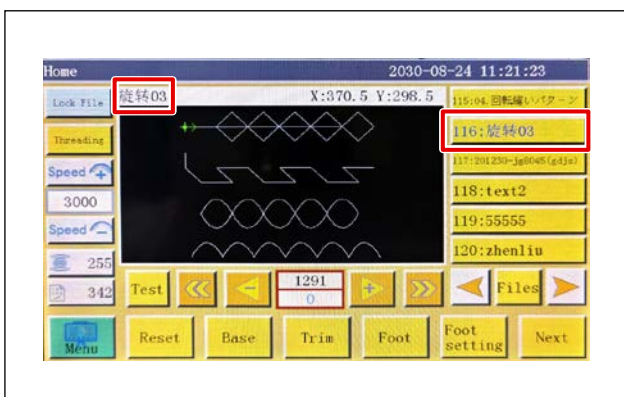 Home 2030-08-24 11:21:23
Lock File 旋转03 X:370.5 Y:298.5 115:04.回転縫いパターン
Threading 116:旋转03
Speed 117:201230-jg8045(gdjs)
3000 118:text2
Speed 119:55555
255 120:zhenliu
342 Test 1291 Files
0
Menu Reset Base Trim Foot Foot setting Next